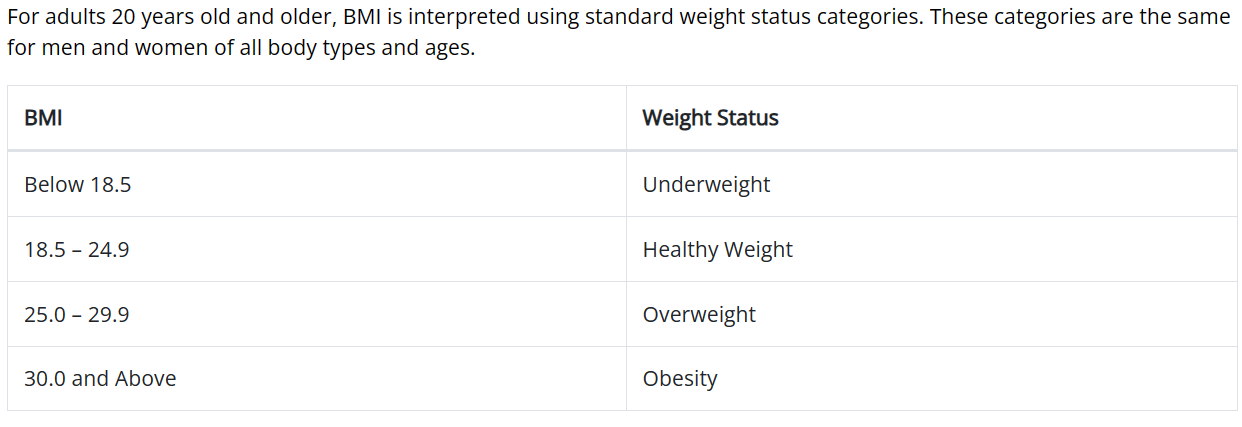 For adults 20 years old and older, BMI is interpreted using standard weight status categories. These categories are the same
for men and women of all body types and ages.
BMI Weight Status
Below 18.5 Underweight
18.5 – 24.9 Healthy Weight
25.0 – 29.9 Overweight
30.0 and Above Obesity